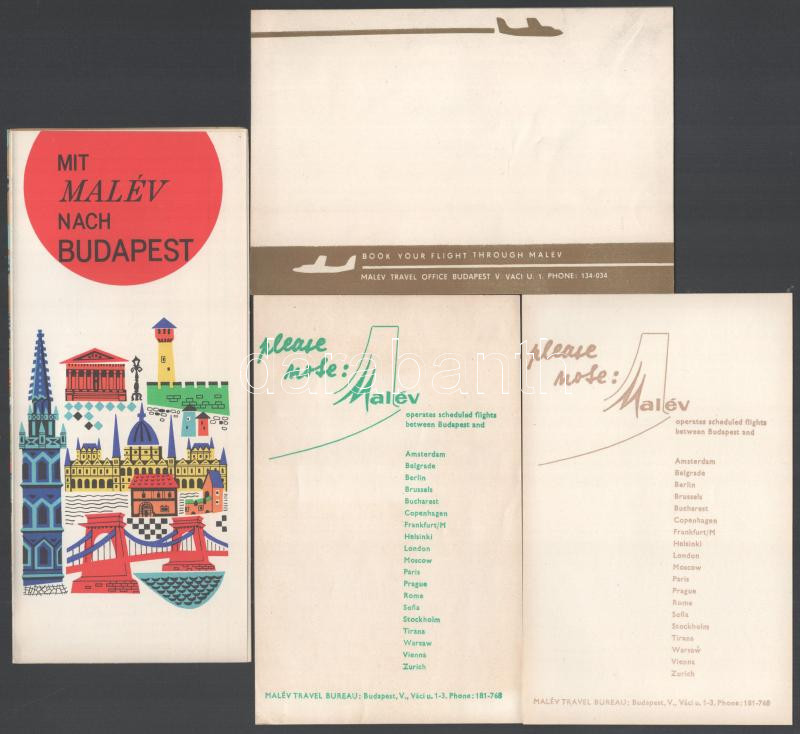 MIT
MALÉV
NACH
BUDAPEST
BOOK YOUR FLIGHT THROUGH MALEV
MALEV TRAVEL OFFICE BUDAPEST V VACI U. 1. PHONE: 134-034
please
note:
Malév
operates scheduled flights
between Budapest and
Amsterdam
Belgrade
Berlin
Brussels
Bucharest
Copenhagen
Frankfurt/M
Helsinki
London
Moscow
Paris
Prague
Rome
Sofia
Stockholm
Tirana
Warsaw
Vienna
Zurich
MALÉV TRAVEL BUREAU: Budapest, V., Váci u. 1-3. Phone: 181-768
please
note:
Malév
operates scheduled flights
between Budapest and
Amsterdam
Belgrade
Berlin
Brussels
Bucharest
Copenhagen
Frankfurt/M
Helsinki
London
Moscow
Paris
Prague
Rome
Sofia
Stockholm
Tirana
Warsaw
Vienna
Zurich
MALÉV TRAVEL BUREAU: Budapest, V., Váci u. 1-3. Phone: 181-768
darabanth